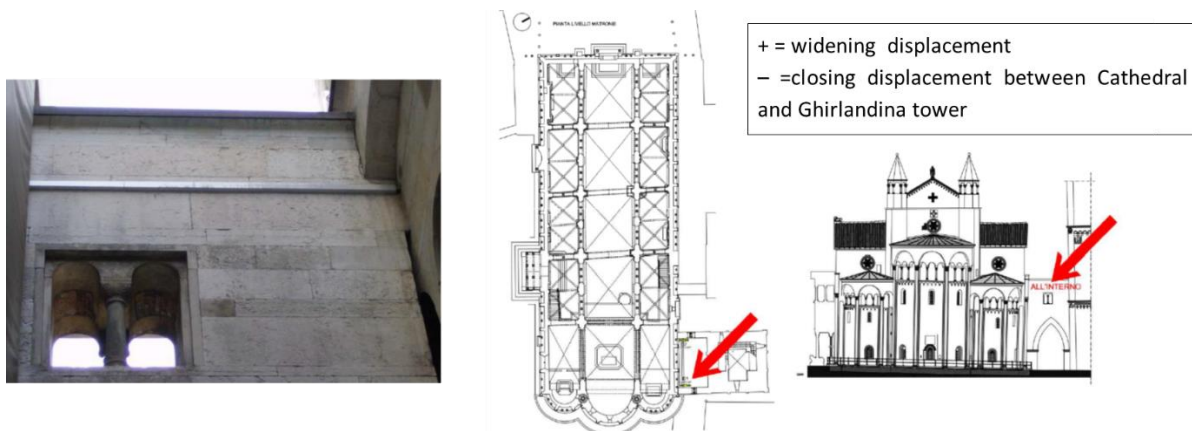 PIANTA LIVELLO MATRONEI
+ = widening displacement
− =closing displacement between Cathedral
and Ghirlandina tower
ALL'INTERNO